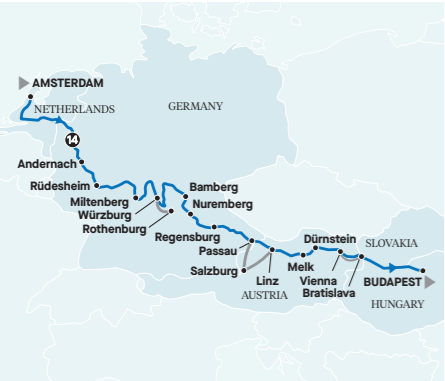 AMSTERDAM
NETHERLANDS
GERMANY
14
Andernach
Rüdesheim
Miltenberg
Würzburg
Rothenburg
Bamberg
Nuremberg
Regensburg
Passau
Salzburg
Linz
AUSTRIA
Melk
Dürnstein
Vienna
Bratislava
SLOVAKIA
BUDAPEST
HUNGARY